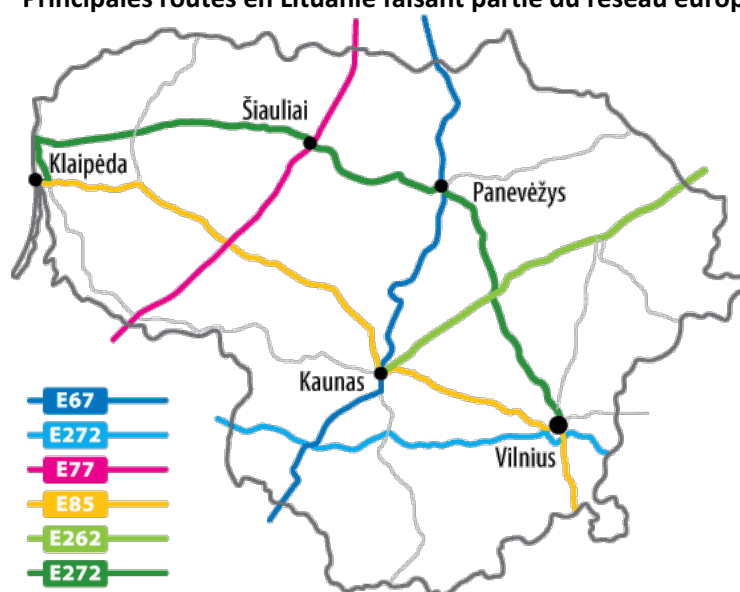 Principales routes en Lituanie faisant partie du réseau europ
Šiauliai
Klaipėda
Panevėžys
Kaunas
Vilnius
E67
E272
E77
E85
E262
E272